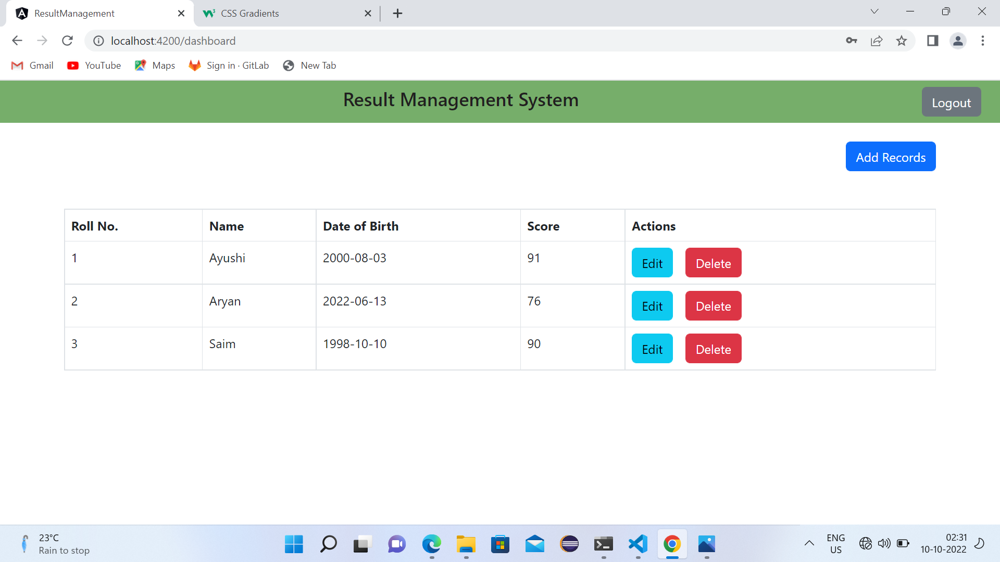 ResultManagement
CSS Gradients
localhost:4200/dashboard
Gmail
YouTube
Maps
Sign in · GitLab
New Tab
Result Management System
Logout
Add Records
Roll No. Name Date of Birth Score Actions
1 Ayushi 2000-08-03 91 Edit Delete
2 Aryan 2022-06-13 76 Edit Delete
3 Saim 1998-10-10 90 Edit Delete
23°C
Rain to stop
ENG
US
02:31
10-10-2022